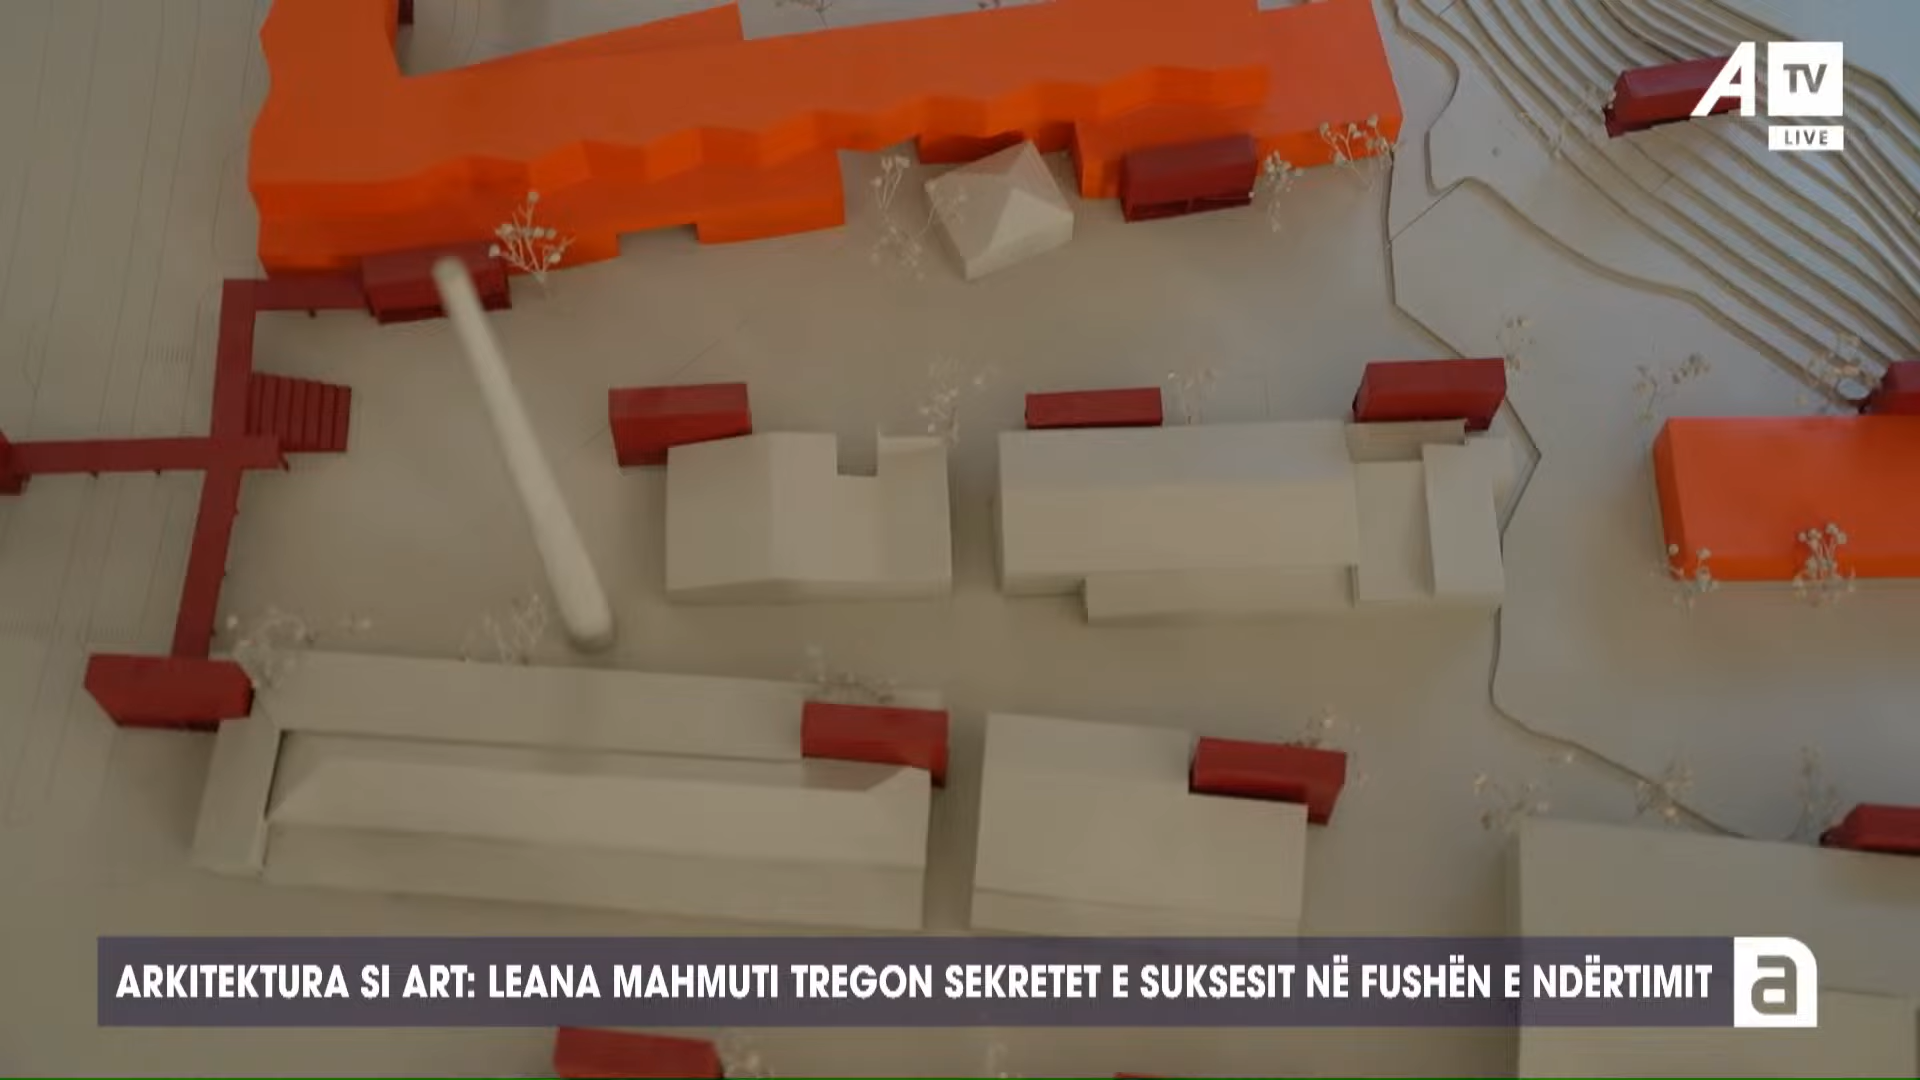 A TV
LIVE
ARKITEKTURA SI ART: LEANA MAHMUTI TREGON SEKRETET E SUKSESIT NË FUSHËN E NDËRTIMIT a